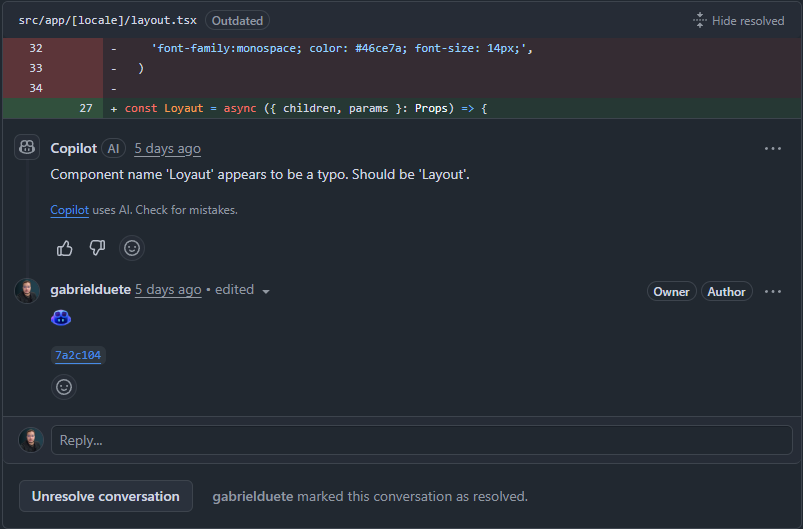 src/app/[locale]/layout.tsx Outdated Hide resolved
32 - 'font-family:monospace; color: #46ce7a; font-size: 14px;',
33 - )
34 -
27 + const Loyaut = async ({ children, params }: Props) => {
Copilot AI 5 days ago
Component name 'Loyaut' appears to be a typo. Should be 'Layout'.
Copilot uses AI. Check for mistakes.
gabrielduete 5 days ago • edited Owner Author
7a2c104
Reply...
Unresolve conversation gabrielduete marked this conversation as resolved.